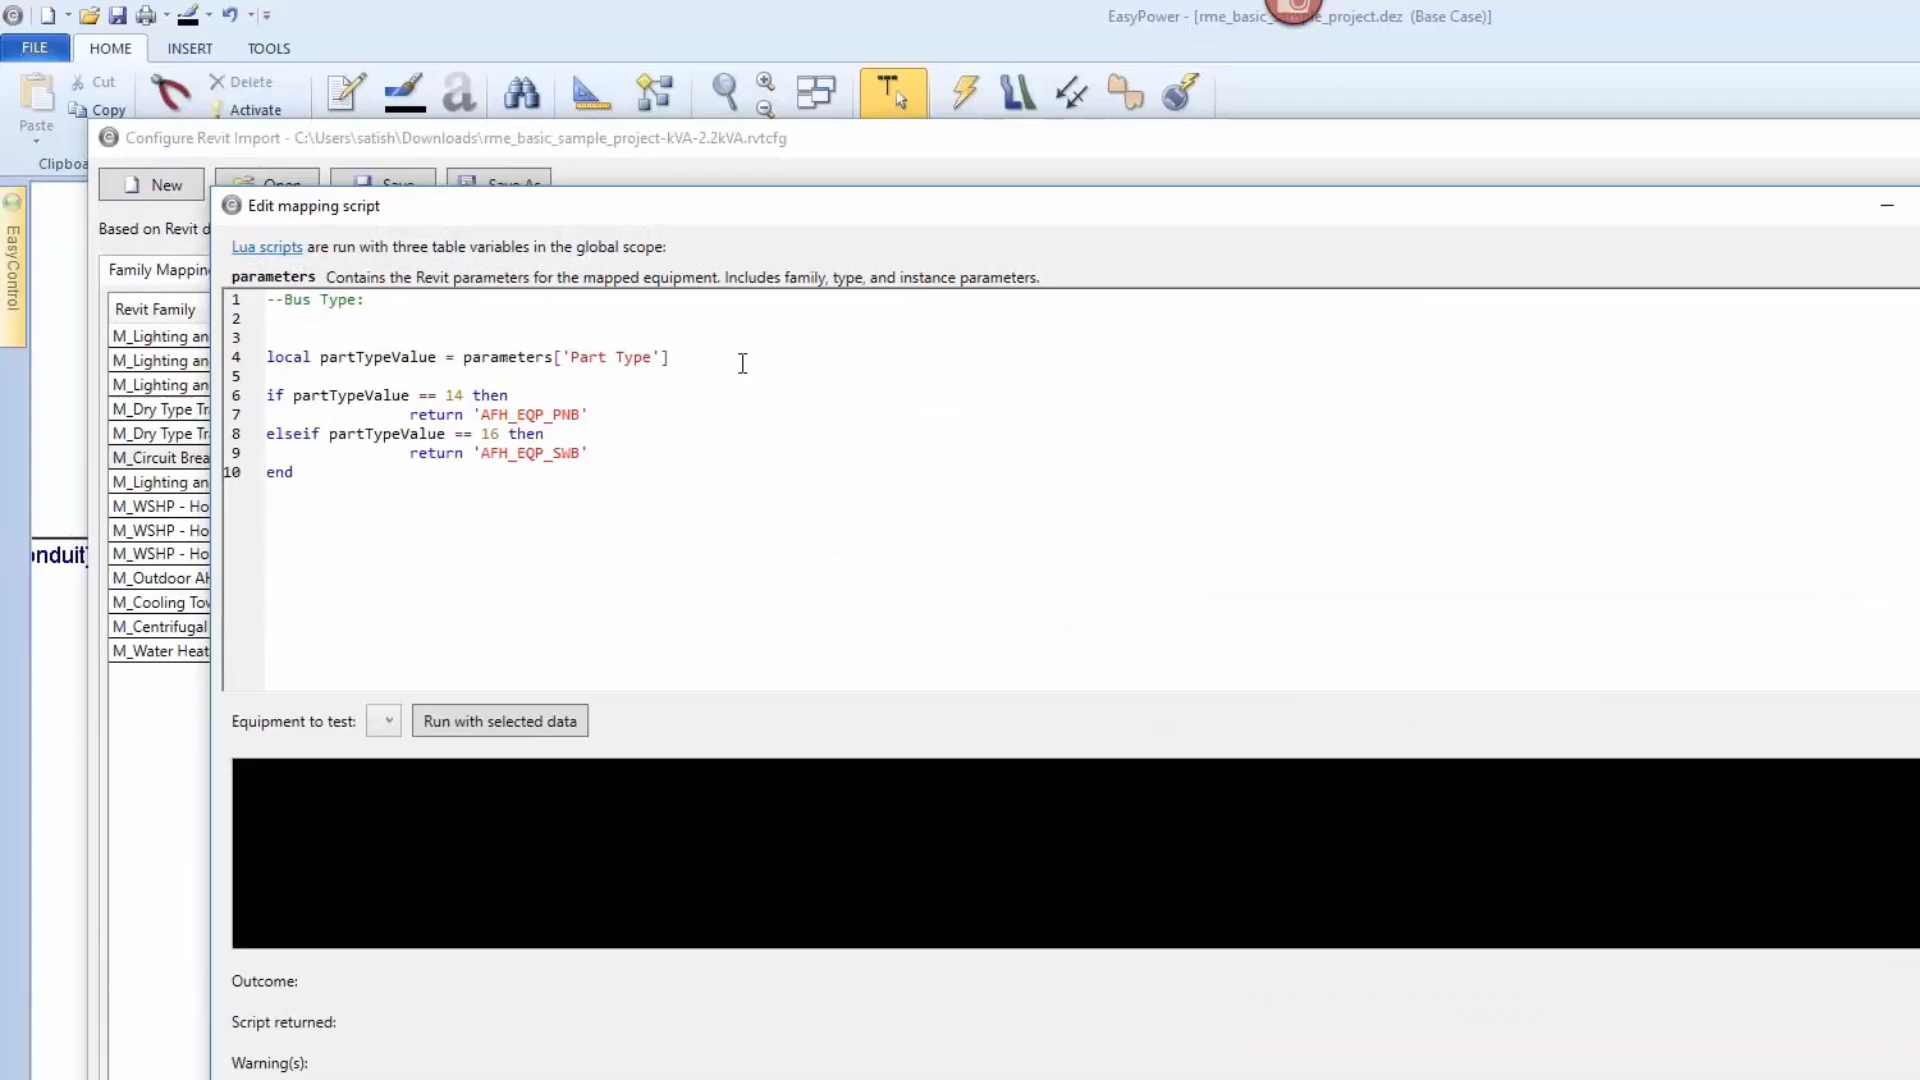 EasyPower - [rme_basic_sample_project.dez (Base Case)]
FILE
HOME
INSERT
TOOLS
Cut
Copy
Paste
Delete
Activate
Clipboa
Configure Revit Import - C:\Users\satish\Downloads\rme_basic_sample_project-kVA-2.2kVA.rvtcfg
New
Open
Save
Save As
Based on Revit d
EasyControl
Edit mapping script
Lua scripts are run with three table variables in the global scope:
parameters Contains the Revit parameters for the mapped equipment. Includes family, type, and instance parameters.
Family Mappin
Revit Family
M_Lighting an
M_Lighting an
M_Lighting an
M_Dry Type Tr
M_Dry Type Tr
M_Circuit Brea
M_Lighting an
M_WSHP - Ho
M_WSHP - Ho
M_WSHP - Ho
M_Outdoor AH
M_Cooling Tov
M_Centrifugal
M_Water Heat
onduit
1 --Bus Type:
2
3
4 local partTypeValue = parameters['Part Type']
5
6 if partTypeValue == 14 then
7 return 'AFH_EQP_PNB'
8 elseif partTypeValue == 16 then
9 return 'AFH_EQP_SWB'
10 end
Equipment to test:
Run with selected data
Outcome:
Script returned:
Warning(s):